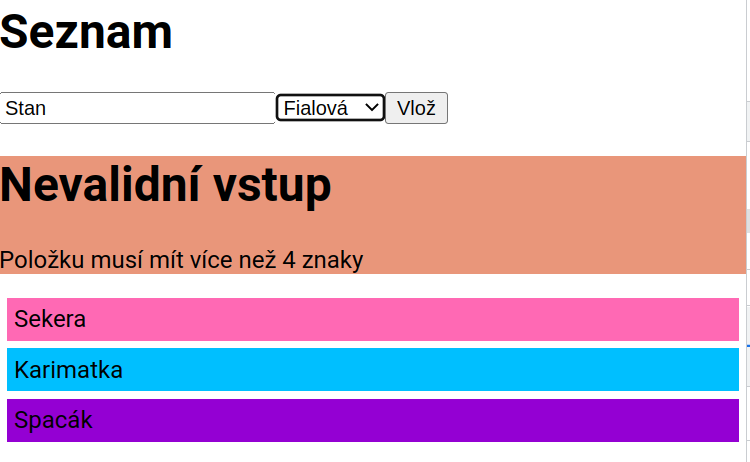 Seznam
Stan Fialová Vlož
Nevalidní vstup
Položku musí mít více než 4 znaky
Sekera
Karimatka
Spacák